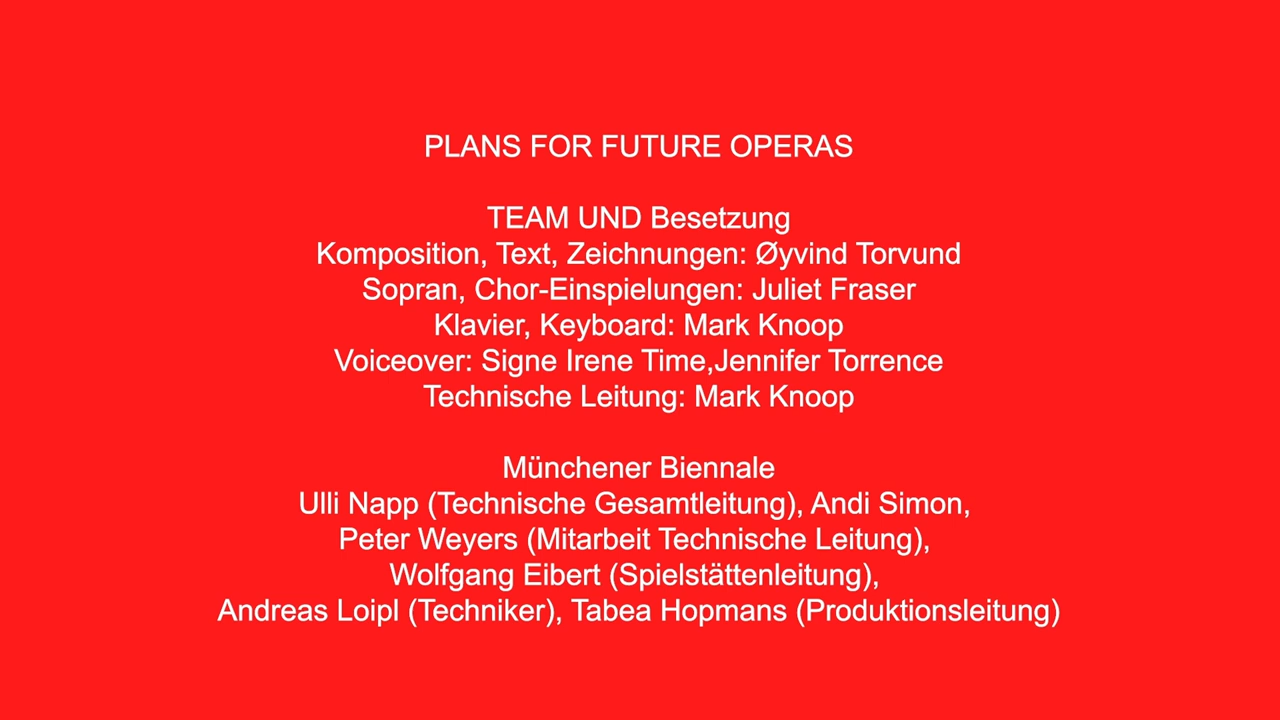 PLANS FOR FUTURE OPERAS
TEAM UND Besetzung
Komposition, Text, Zeichnungen: Øyvind Torvund
Sopran, Chor-Einspielungen: Juliet Fraser
Klavier, Keyboard: Mark Knoop
Voiceover: Signe Irene Time,Jennifer Torrence
Technische Leitung: Mark Knoop
Münchener Biennale
Ulli Napp (Technische Gesamtleitung), Andi Simon,
Peter Weyers (Mitarbeit Technische Leitung),
Wolfgang Eibert (Spielstättenleitung),
Andreas Loipl (Techniker), Tabea Hopmans (Produktionsleitung)